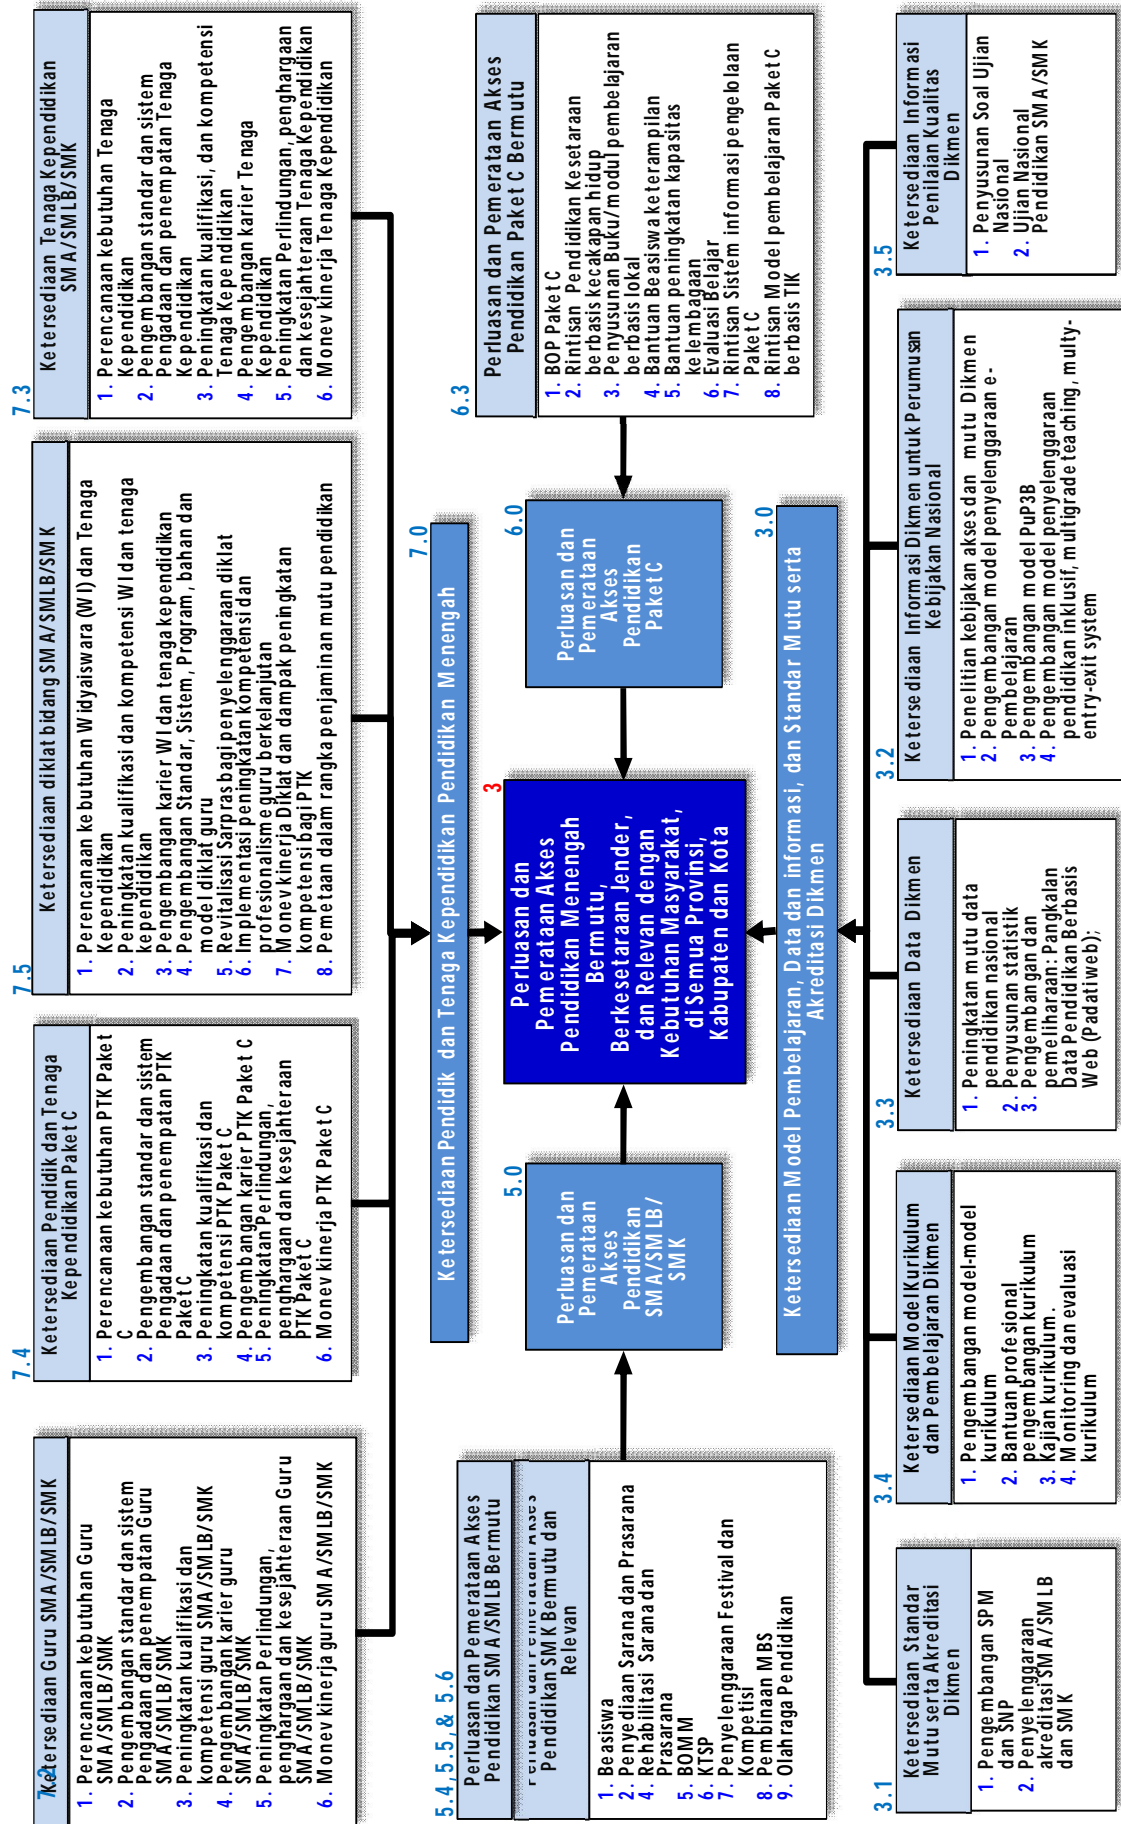 7.2
Ketersediaan Guru SMA/SMLB/SMK
1. Perencanaan kebutuhan Guru
SMA/SMLB/SMK
2. Pengembangan standar dan sistem
Pengadaan dan penempatan Guru
SMA/SMLB/SMK
3. Peningkatan kualifikasi dan
kompetensi guru SMA/SMLB/SMK
4. Pengembangan karier guru
SMA/SMLB/SMK
5. Peningkatan Perlindungan,
penghargaan dan kesejahteraan Guru
SMA/SMLB/SMK
6. Monev kinerja guru SMA/SMLB/SMK
7.4
Ketersediaan Pendidik dan Tenaga
Kependidikan Paket C
1. Perencanaan kebutuhan PTK Paket
C
2. Pengembangan standar dan sistem
Pengadaan dan penempatan PTK
Paket C
3. Peningkatan kualifikasi dan
kompetensi PTK Paket C
4. Pengembangan karier PTK Paket C
5. Peningkatan Perlindungan,
penghargaan dan kesejahteraan
PTK Paket C
6. Monev kinerja PTK Paket C
7.5
Ketersediaan diklat bidang SMA/SMLB/SMK
1. Perencanaan kebutuhan Widyaiswara (WI) dan Tenaga
Kependidikan
2. Peningkatan kualifikasi dan kompetensi WI dan tenaga
kependidikan
3. Pengembangan karier WI dan tenaga kependidikan
4. Pengembangan Standar, Sistem, Program, bahan dan
model diklat guru
5. Revitalisasi Sarpras bagi penyelenggaraan diklat
6. Implementasi peningkatan kompetensi dan
profesionalisme guru berkelanjutan
7. Monev kinerja Diklat dan dampak peningkatan
kompetensi bagi PTK
8. Pemetaan dalam rangka penjaminan mutu pendidikan
7.3
Ketersediaan Tenaga Kependidikan
SMA/SMLB/SMK
1. Perencanaan kebutuhan Tenaga
Kependidikan
2. Pengembangan standar dan sistem
Pengadaan dan penempatan Tenaga
Kependidikan
3. Peningkatan kualifikasi, dan kompetensi
Tenaga Kependidikan
4. Pengembangan karier Tenaga
Kependidikan
5. Peningkatan Perlindungan, penghargaan
dan kesejahteraan Tenaga Kependidikan
6. Monev kinerja Tenaga Kependidikan
7.0
Ketersediaan Pendidik dan Tenaga Kependidikan Pendidikan Menengah
5.4, 5.5, & 5.6
Perluasan dan Pemerataan Akses
Pendidikan SMA/SMLB Bermutu
Perluasan dan Pemerataan Akses
Pendidikan SMK Bermutu dan
Relevan
1. Beasiswa
2. Penyediaan Sarana dan Prasarana
4. Rehabilitasi Sarana dan
Prasarana
5. BOMM
6. KTSP
7. Penyelenggaraan Festival dan
Kompetisi
8. Pembinaan MBS
9. Olahraga Pendidikan
5.0
Perluasan dan
Pemerataan
Akses
Pendidikan
SMA/SMLB/
SMK
3
Perluasan dan
Pemerataan Akses
Pendidikan Menengah
Bermutu,
Berkesetaraan Jender,
dan Relevan dengan
Kebutuhan Masyarakat,
di Semua Provinsi,
Kabupaten dan Kota
6.0
Perluasan dan
Pemerataan
Akses
Pendidikan
Paket C
6.3
Perluasan dan Pemerataan Akses
Pendidikan Paket C Bermutu
1. BOP Paket C
2. Rintisan Pendidikan Kesetaraan
berbasis kecakapan hidup
3. Penyusunan Buku/modul pembelajaran
berbasis lokal
4. Bantuan Beasiswa keterampilan
5. Bantuan peningkatan kapasitas
kelembagaan
6. Evaluasi Belajar
7. Rintisan Sistem informasi pengelolaan
Paket C
8. Rintisan Model pembelajaran Paket C
berbasis TIK
3.0
Ketersediaan Model Pembelajaran, Data dan informasi, dan Standar Mutu serta
Akreditasi Dikmen
3.1
Ketersediaan Standar
Mutu serta Akreditasi
Dikmen
1. Pengembangan SPM
dan SNP
2. Penyelenggaraan
akreditasi SMA/SMLB
dan SMK
3.4
Ketersediaan Model Kurikulum
dan Pembelajaran Dikmen
1. Pengembangan model-model
kurikulum
2. Bantuan profesional
pengembangan kurikulum
3. Kajian kurikulum.
4. Monitoring dan evaluasi
kurikulum
3.3
Ketersediaan Data Dikmen
1. Peningkatan mutu data
pendidikan nasional
2. Penyusunan statistik
3. Pengembangan dan
pemeliharaan: Pangkalan
Data Pendidikan Berbasis
Web (Padatiweb);
3.2
Ketersediaan Informasi Dikmen untuk Perumusan
Kebijakan Nasional
1. Penelitian kebijakan akses dan mutu Dikmen
2. Pengembangan model penyelenggaraan e-
Pembelajaran
3. Pengembangan model PuP3B
4. Pengembangan model penyelenggaraan
pendidikan inklusif, multigrade teaching, multy-
entry-exit system
3.5
Ketersediaan Informasi
Penilaian Kualitas
Dikmen
1. Penyusunan Soal Ujian
Nasional
2. Ujian Nasional
Pendidikan SMA/SMK